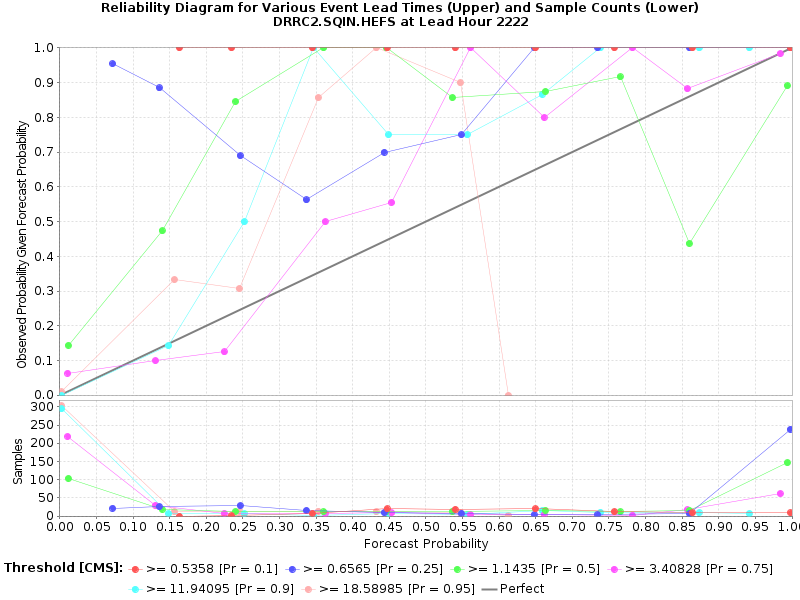 Reliability Diagram for Various Event Lead Times (Upper) and Sample Counts (Lower)
DRRC2.SQIN.HEFS at Lead Hour 2222
Observed Probability Given Forecast Probability
1.0
0.9
0.8
0.7
0.6
0.5
0.4
0.3
0.2
0.1
0.0
Samples
300
250
200
150
100
50
0
0.00 0.05 0.10 0.15 0.20 0.25 0.30 0.35 0.40 0.45 0.50 0.55 0.60 0.65 0.70 0.75 0.80 0.85 0.90 0.95 1.0
Forecast Probability
Threshold [CMS]: >= 0.5358 [Pr = 0.1] >= 0.6565 [Pr = 0.25] >= 1.1435 [Pr = 0.5] >= 3.40828 [Pr = 0.75]
>= 11.94095 [Pr = 0.9] >= 18.58985 [Pr = 0.95] Perfect